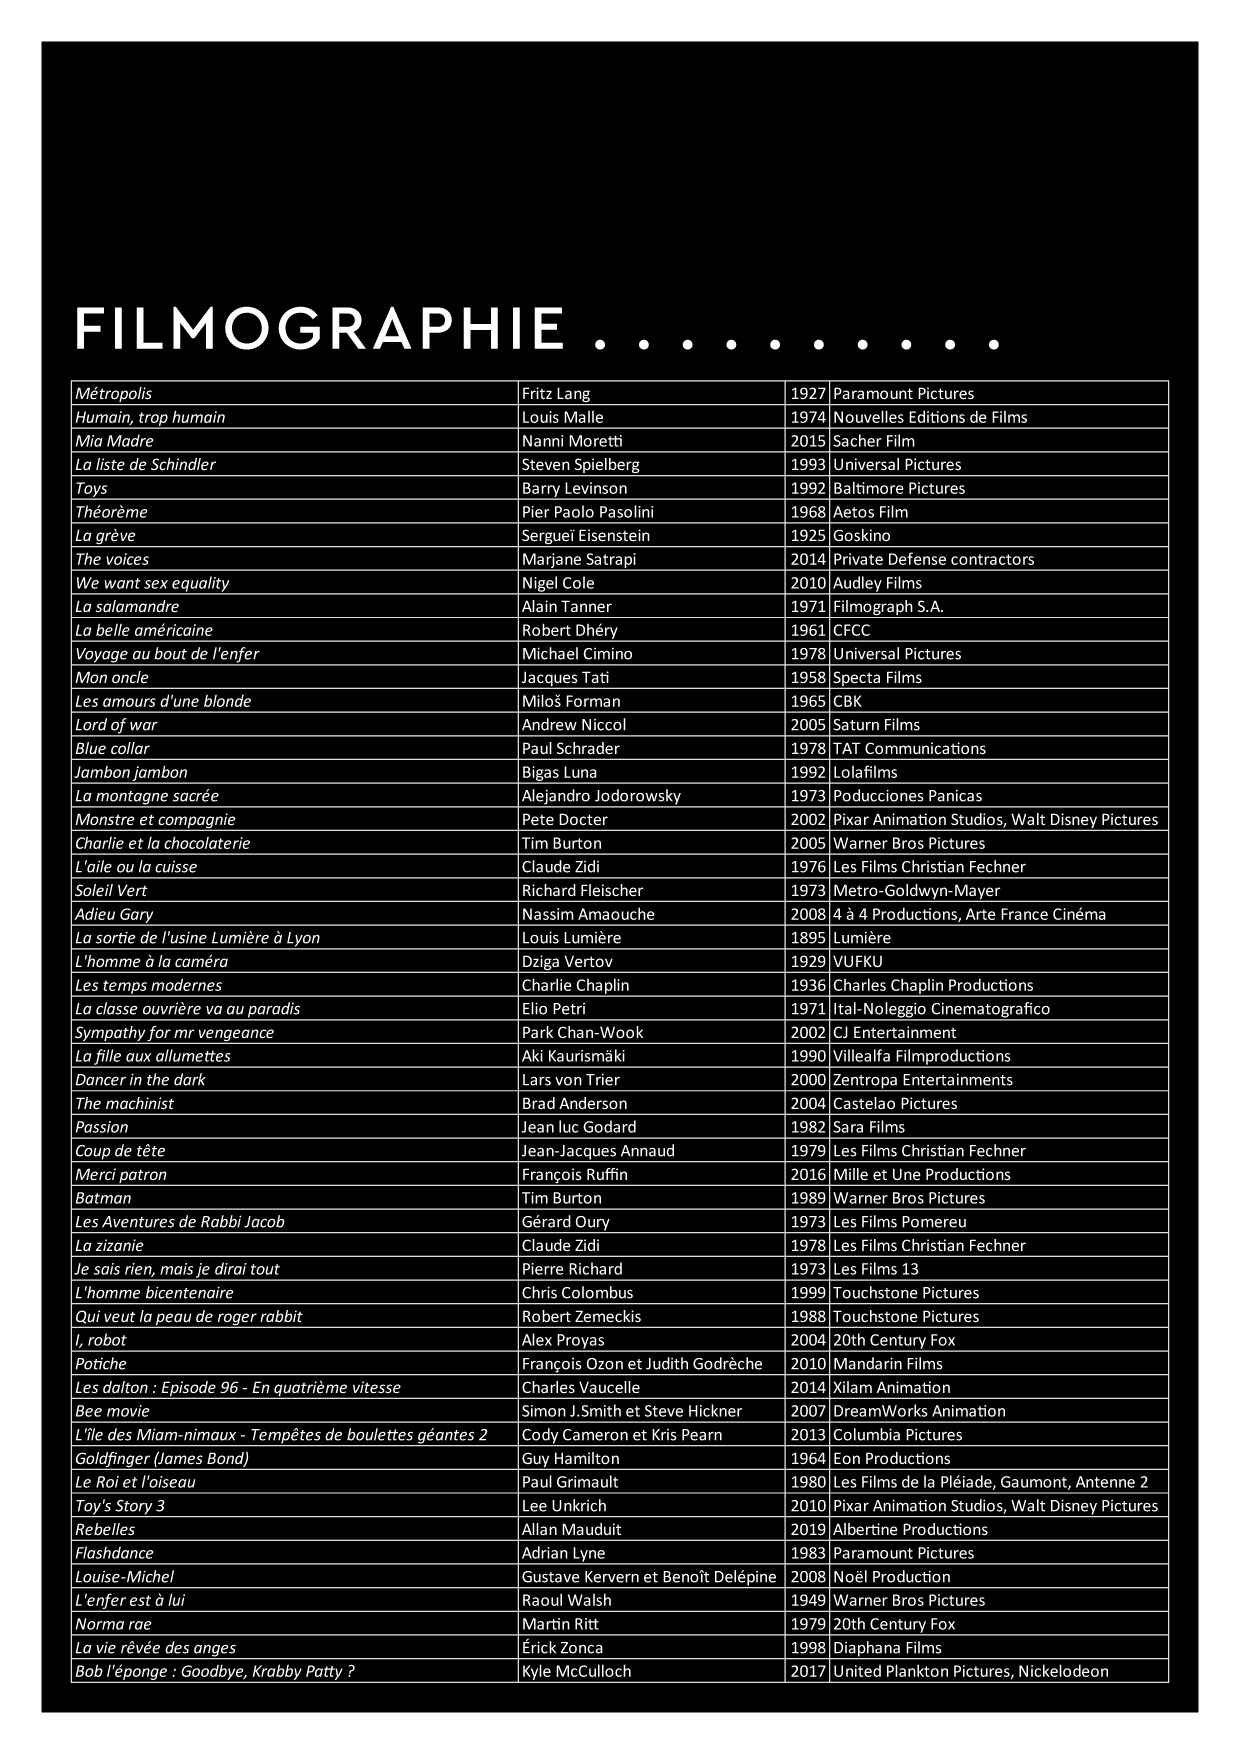 FILMOGRAPHIE . . . . . . . . . .
Métropolis Fritz Lang 1927 Paramount Pictures
Humain, trop humain Louis Malle 1974 Nouvelles Editions de Films
Mia Madre Nanni Moretti 2015 Sacher Film
La liste de Schindler Steven Spielberg 1993 Universal Pictures
Toys Barry Levinson 1992 Baltimore Pictures
Théorème Pier Paolo Pasolini 1968 Aetos Film
La grève Sergueï Eisenstein 1925 Goskino
The voices Marjane Satrapi 2014 Private Defense contractors
We want sex equality Nigel Cole 2010 Audley Films
La salamandre Alain Tanner 1971 Filmograph S.A.
La belle américaine Robert Dhéry 1961 CFCC
Voyage au bout de l'enfer Michael Cimino 1978 Universal Pictures
Mon oncle Jacques Tati 1958 Specta Films
Les amours d'une blonde Miloš Forman 1965 CBK
Lord of war Andrew Niccol 2005 Saturn Films
Blue collar Paul Schrader 1978 TAT Communications
Jambon jambon Bigas Luna 1992 Lolafilms
La montagne sacrée Alejandro Jodorowsky 1973 Poducciones Panicas
Monstre et compagnie Pete Docter 2002 Pixar Animation Studios, Walt Disney Pictures
Charlie et la chocolaterie Tim Burton 2005 Warner Bros Pictures
L'aile ou la cuisse Claude Zidi 1976 Les Films Christian Fechner
Soleil Vert Richard Fleischer 1973 Metro-Goldwyn-Mayer
Adieu Gary Nassim Amaouche 2008 4 à 4 Productions, Arte France Cinéma
La sortie de l'usine Lumière à Lyon Louis Lumière 1895 Lumière
L'homme à la caméra Dziga Vertov 1929 VUFKU
Les temps modernes Charlie Chaplin 1936 Charles Chaplin Productions
La classe ouvrière va au paradis Elio Petri 1971 Ital-Noleggio Cinematografico
Sympathy for mr vengeance Park Chan-Wook 2002 CJ Entertainment
La fille aux allumettes Aki Kaurismäki 1990 Villealfa Filmproductions
Dancer in the dark Lars von Trier 2000 Zentropa Entertainments
The machinist Brad Anderson 2004 Castelao Pictures
Passion Jean luc Godard 1982 Sara Films
Coup de tête Jean-Jacques Annaud 1979 Les Films Christian Fechner
Merci patron François Ruffin 2016 Mille et Une Productions
Batman Tim Burton 1989 Warner Bros Pictures
Les Aventures de Rabbi Jacob Gérard Oury 1973 Les Films Pomereu
La zizanie Claude Zidi 1978 Les Films Christian Fechner
Je sais rien, mais je dirai tout Pierre Richard 1973 Les Films 13
L'homme bicentenaire Chris Colombus 1999 Touchstone Pictures
Qui veut la peau de roger rabbit Robert Zemeckis 1988 Touchstone Pictures
I, robot Alex Proyas 2004 20th Century Fox
Potiche François Ozon et Judith Godrèche 2010 Mandarin Films
Les dalton : Episode 96 - En quatrième vitesse Charles Vaucelle 2014 Xilam Animation
Bee movie Simon J.Smith et Steve Hickner 2007 DreamWorks Animation
L'île des Miam-nimaux - Tempêtes de boulettes géantes 2 Cody Cameron et Kris Pearn 2013 Columbia Pictures
Goldfinger (James Bond) Guy Hamilton 1964 Eon Productions
Le Roi et l'oiseau Paul Grimault 1980 Les Films de la Pléiade, Gaumont, Antenne 2
Toy's Story 3 Lee Unkrich 2010 Pixar Animation Studios, Walt Disney Pictures
Rebelles Allan Mauduit 2019 Albertine Productions
Flashdance Adrian Lyne 1983 Paramount Pictures
Louise-Michel Gustave Kervern et Benoît Delépine 2008 Noël Production
L'enfer est à lui Raoul Walsh 1949 Warner Bros Pictures
Norma rae Martin Ritt 1979 20th Century Fox
La vie rêvée des anges Érick Zonca 1998 Diaphana Films
Bob l'éponge : Goodbye, Krabby Patty ? Kyle McCulloch 2017 United Plankton Pictures, Nickelodeon